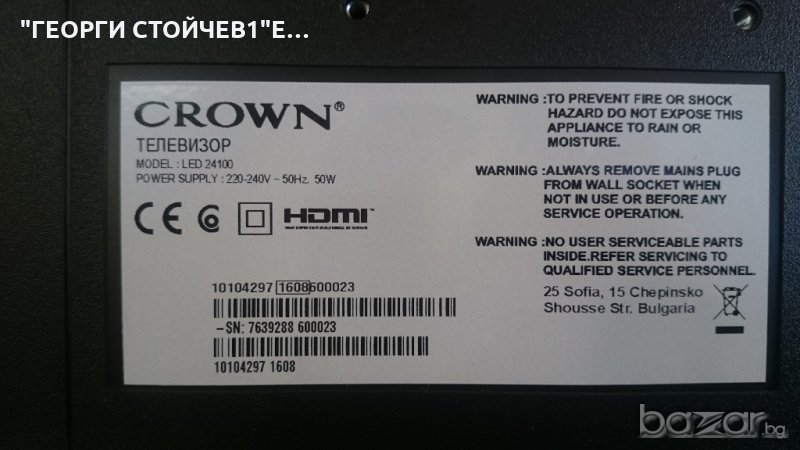 "ГЕОРГИ СТОЙЧЕВ1"Е...
CROWN®
ТЕЛЕВИЗОР
MODEL : LED 24100
POWER SUPPLY : 220-240V ~ 50Hz, 50W
CE HDMI™
10104297 1608600023
-SN: 7639288 600023
10104297 1608
WARNING :TO PREVENT FIRE OR SHOCK
HAZARD DO NOT EXPOSE THIS
APPLIANCE TO RAIN OR
MOISTURE.
WARNING :ALWAYS REMOVE MAINS PLUG
FROM WALL SOCKET WHEN
NOT IN USE OR BEFORE ANY
SERVICE OPERATION.
WARNING :NO USER SERVICEABLE PARTS
INSIDE.REFER SERVICING TO
QUALIFIED SERVICE PERSONNEL.
25 Sofia, 15 Chepinsko
Shousse Str. Bulgaria
bazar.bg